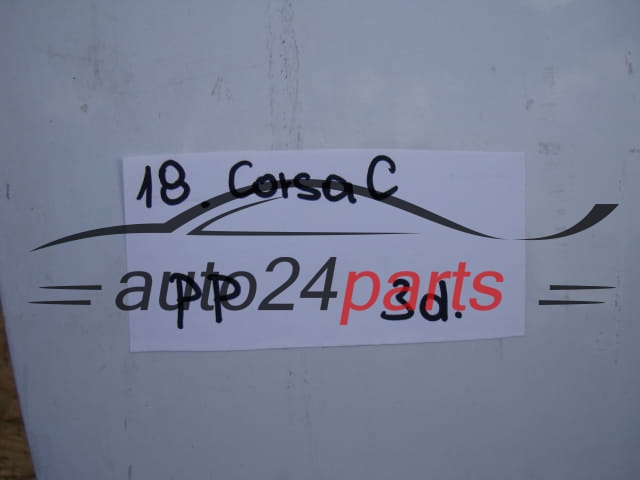 18. Corsa C
auto24parts
PP 3d.